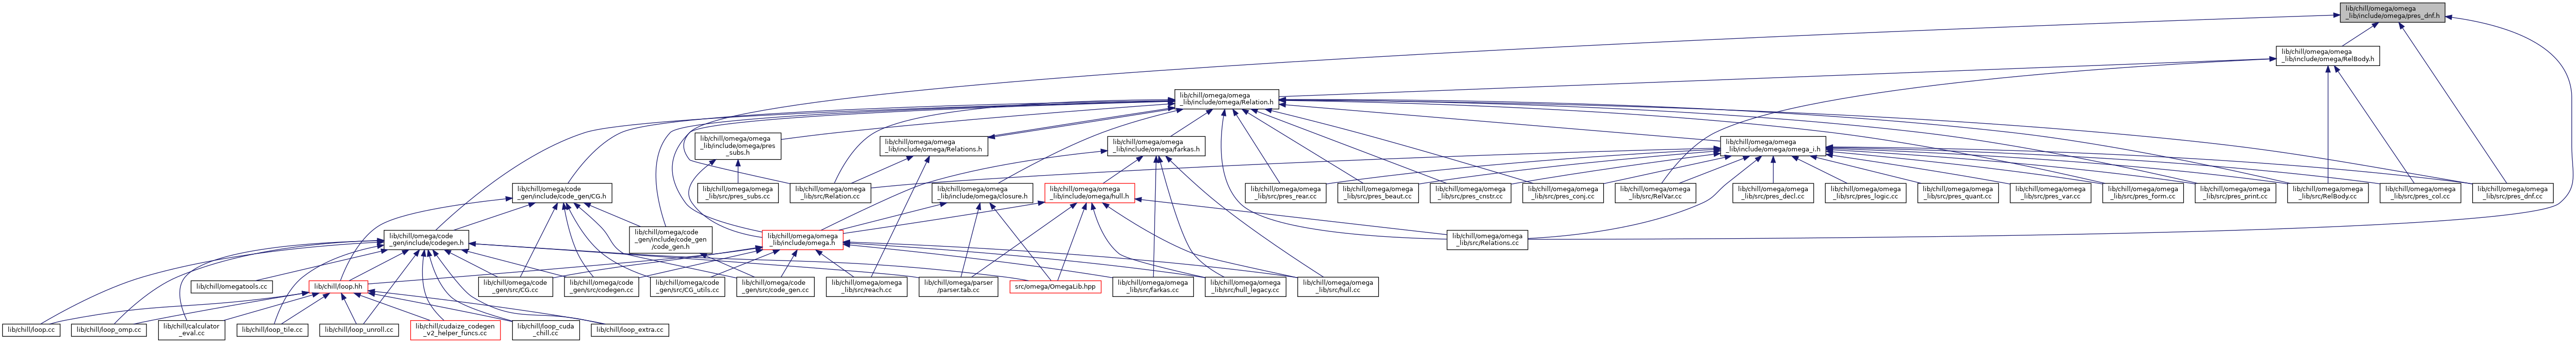 lib/chill/omega/omega
_lib/include/omega/pres_dnf.h
lib/chill/omega/omega
_lib/include/omega/RelBody.h
lib/chill/omega/omega
_lib/include/omega/Relation.h
lib/chill/omega/omega
_lib/include/omega/pres
_subs.h
lib/chill/omega/omega
_lib/include/omega/Relations.h
lib/chill/omega/omega
_lib/include/omega/farkas.h
lib/chill/omega/omega
_lib/include/omega/omega_i.h
lib/chill/omega/code
_gen/include/code_gen/CG.h
lib/chill/omega/omega
_lib/src/pres_subs.cc
lib/chill/omega/omega
_lib/src/Relation.cc
lib/chill/omega/omega
_lib/include/omega/closure.h
lib/chill/omega/omega
_lib/include/omega/hull.h
lib/chill/omega/omega
_lib/src/pres_rear.cc
lib/chill/omega/omega
_lib/src/pres_beaut.cc
lib/chill/omega/omega
_lib/src/pres_cnstr.cc
lib/chill/omega/omega
_lib/src/pres_conj.cc
lib/chill/omega/omega
_lib/src/RelVar.cc
lib/chill/omega/omega
_lib/src/pres_decl.cc
lib/chill/omega/omega
_lib/src/pres_logic.cc
lib/chill/omega/omega
_lib/src/pres_quant.cc
lib/chill/omega/omega
_lib/src/pres_var.cc
lib/chill/omega/omega
_lib/src/pres_form.cc
lib/chill/omega/omega
_lib/src/pres_print.cc
lib/chill/omega/omega
_lib/src/RelBody.cc
lib/chill/omega/omega
_lib/src/pres_col.cc
lib/chill/omega/omega
_lib/src/pres_dnf.cc
lib/chill/omega/code
_gen/include/codegen.h
lib/chill/omega/code
_gen/include/code_gen
/code_gen.h
lib/chill/omega/omega
_lib/include/omega.h
lib/chill/omega/omega
_lib/src/Relations.cc
lib/chill/omegatools.cc
lib/chill/loop.hh
lib/chill/omega/code
_gen/src/CG.cc
lib/chill/omega/code
_gen/src/codegen.cc
lib/chill/omega/code
_gen/src/CG_utils.cc
lib/chill/omega/code
_gen/src/code_gen.cc
lib/chill/omega/omega
_lib/src/reach.cc
lib/chill/omega/parser
/parser.tab.cc
src/omega/OmegaLib.hpp
lib/chill/omega/omega
_lib/src/farkas.cc
lib/chill/omega/omega
_lib/src/hull_legacy.cc
lib/chill/omega/omega
_lib/src/hull.cc
lib/chill/loop.cc
lib/chill/loop_omp.cc
lib/chill/calculator
_eval.cc
lib/chill/loop_tile.cc
lib/chill/loop_unroll.cc
lib/chill/cudaize_codegen
_v2_helper_funcs.cc
lib/chill/loop_cuda
_chill.cc
lib/chill/loop_extra.cc